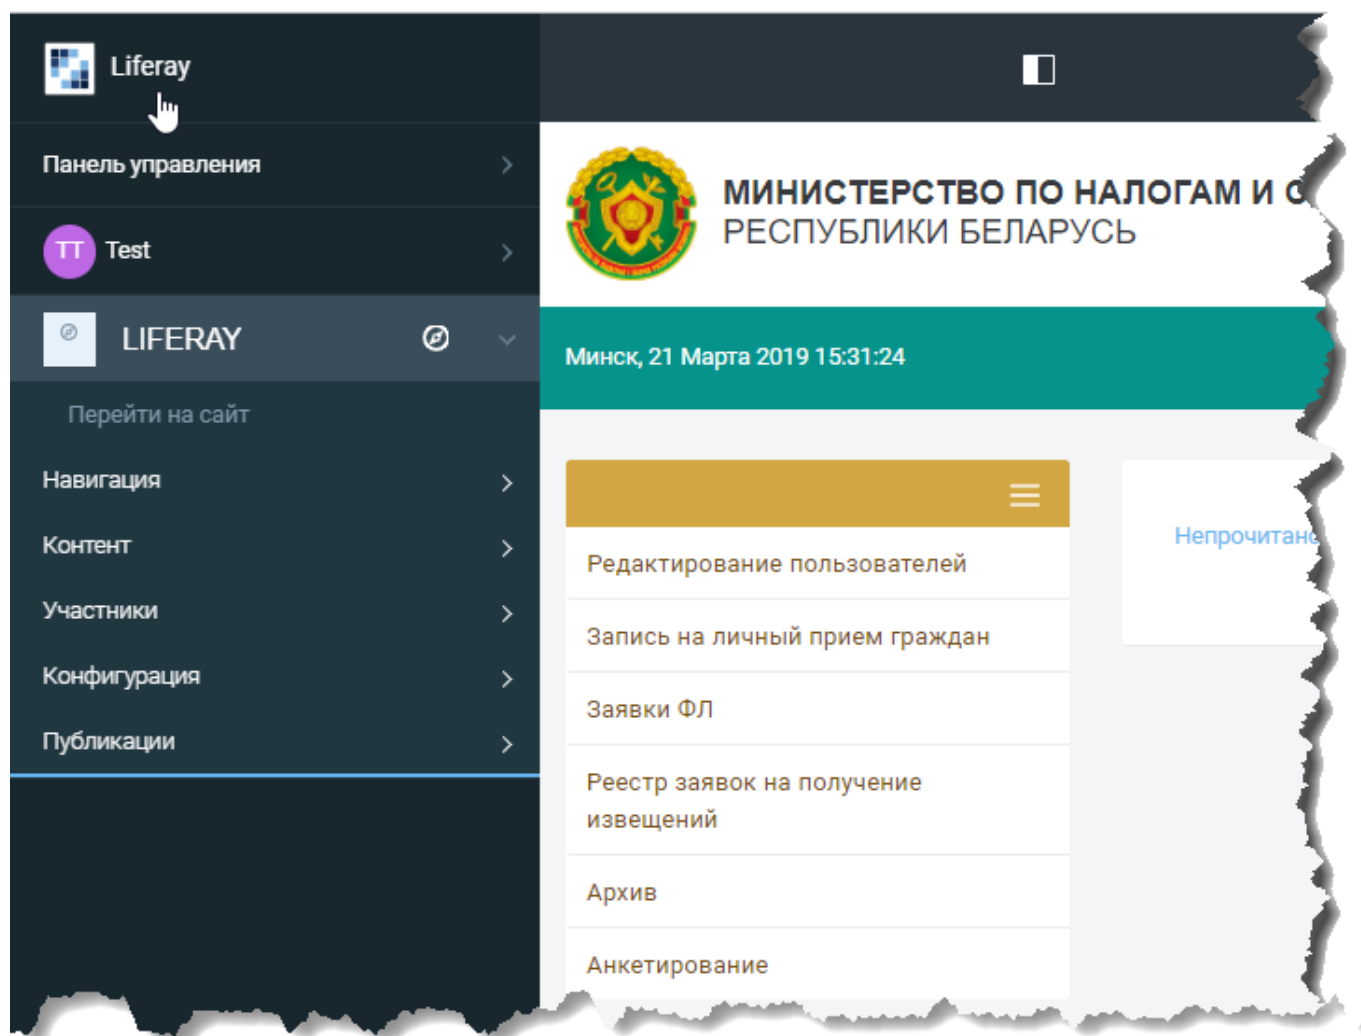 Liferay
Панель управления
TT Test
LIFERAY
Перейти на сайт
Навигация
Контент
Участники
Конфигурация
Публикации
МИНИСТЕРСТВО ПО НАЛОГАМ И
РЕСПУБЛИКИ БЕЛАРУСЬ
Минск, 21 Марта 2019 15:31:24
Редактирование пользователей
Запись на личный прием граждан
Заявки ФЛ
Реестр заявок на получение
извещений
Архив
Анкетирование
Непрочитано